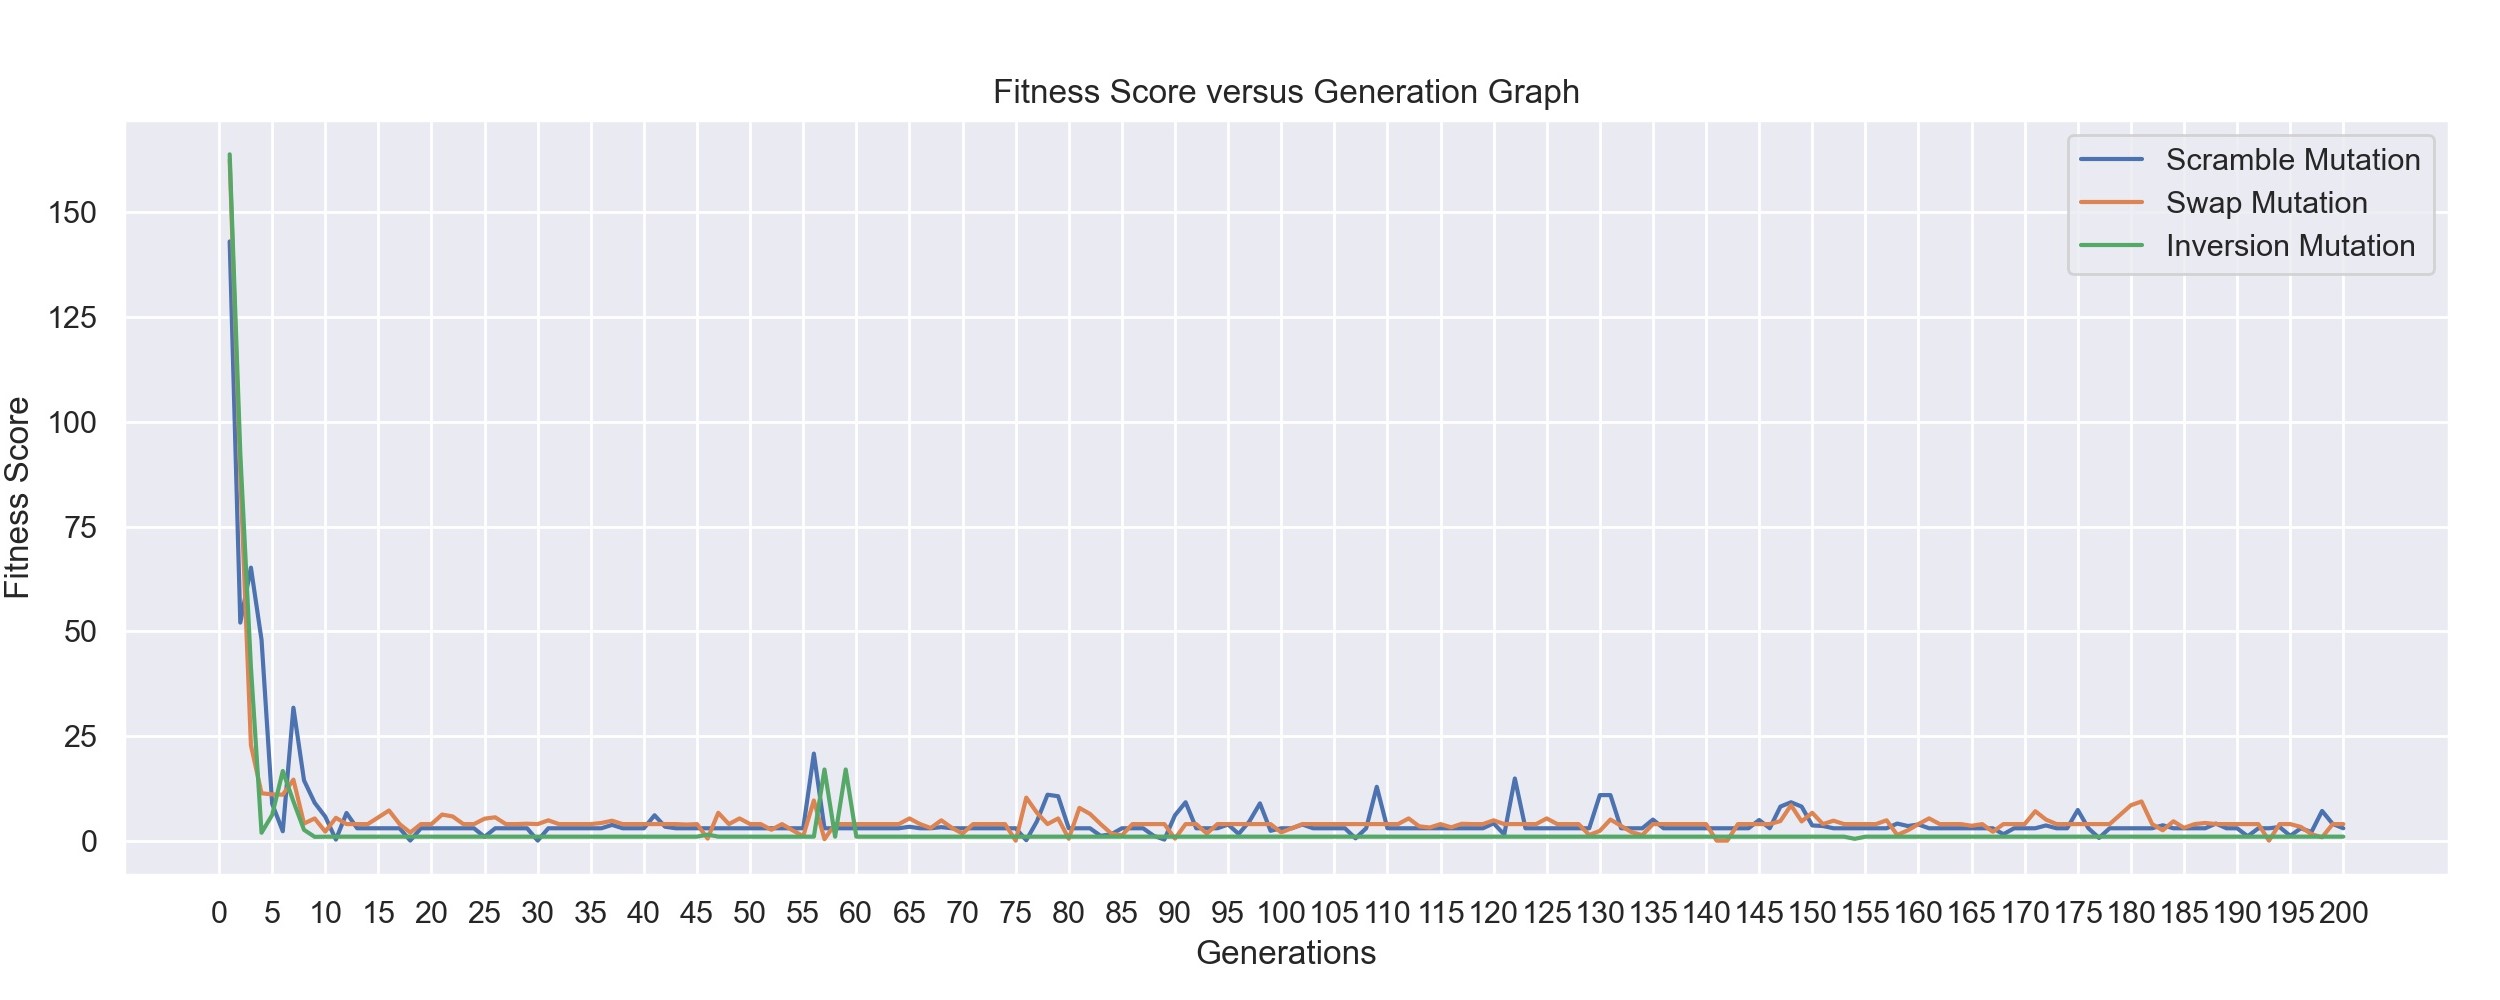 Fitness Score versus Generation Graph
Scramble Mutation
Swap Mutation
Inversion Mutation
Fitness Score
150
125
100
75
50
25
0
0 5 10 15 20 25 30 35 40 45 50 55 60 65 70 75 80 85 90 95 100 105 110 115 120 125 130 135 140 145 150 155 160 165 170 175 180 185 190 195 200
Generations